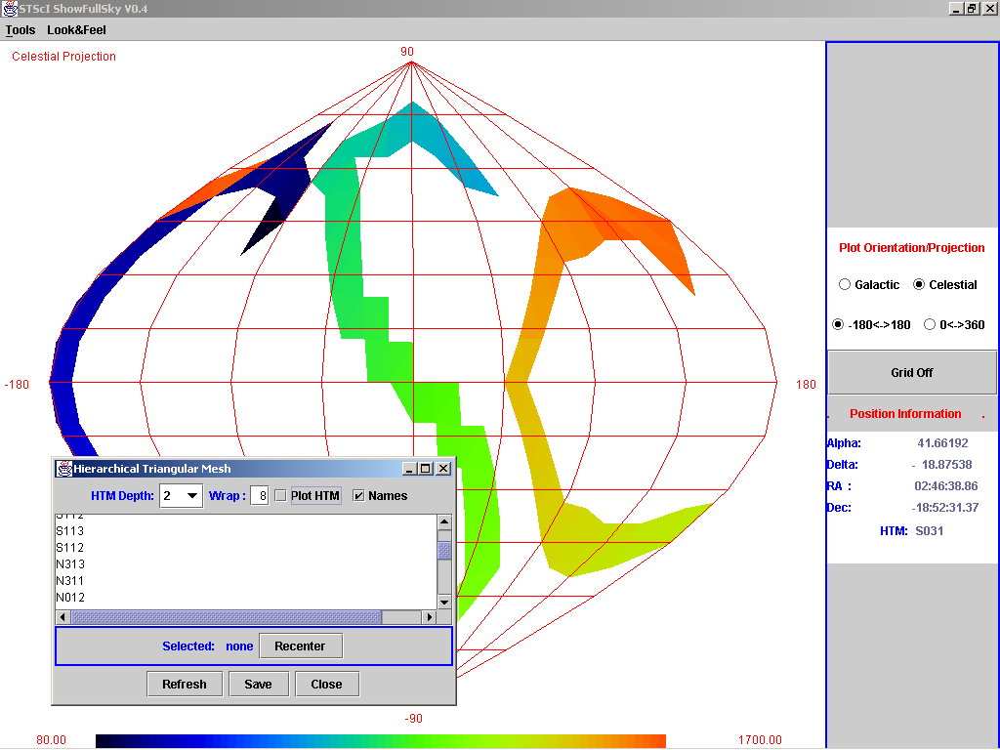 STScI ShowFullSky V0.4
Tools Look&Feel
Celestial Projection
90
-180
180
-90
80.00
1700.00
Plot Orientation/Projection
Galactic Celestial
-180<->180 0<->360
Grid Off
. Position Information .
Alpha: 41.66192
Delta: - 18.87538
RA : 02:46:38.86
Dec: -18:52:31.37
HTM: S031
Hierarchical Triangular Mesh
HTM Depth: 2 Wrap : 8 Plot HTM Names
S112
S113
S112
N313
N311
N012
Selected: none Recenter
Refresh Save Close